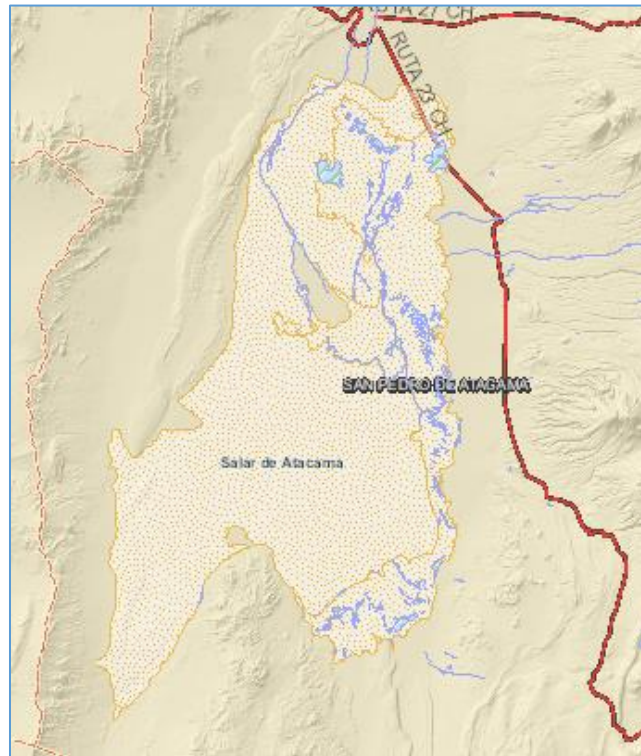 RUTA 27 CH
RUTA 23 CH
SAN PEDRO DE ATACAMA
Salar de Atacama